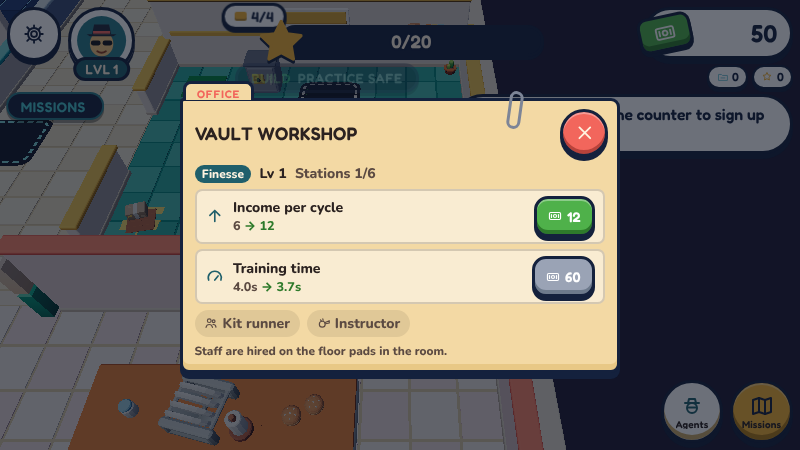 4/4
0/20
50
LVL 1
BUILD PRACTICE SAFE
0
0
MISSIONS
OFFICE
he counter to sign up
VAULT WORKSHOP
Finesse Lv 1 Stations 1/6
Income per cycle
6 → 12
12
Training time
4.0s → 3.7s
60
Kit runner
Instructor
Staff are hired on the floor pads in the room.
Agents
Missions